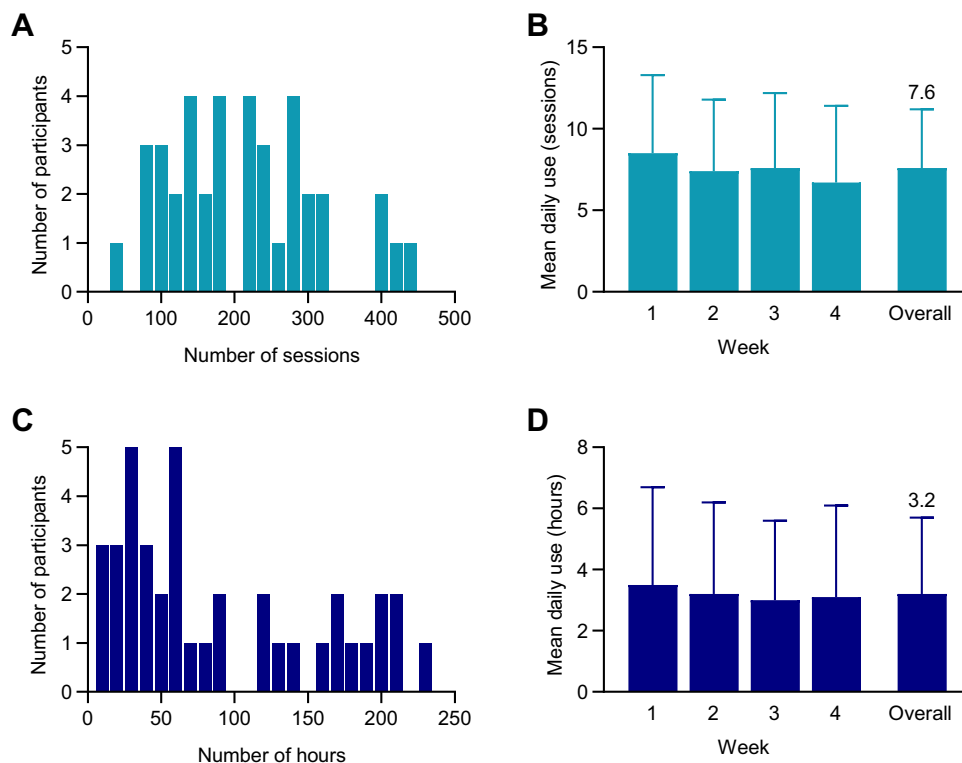 A
Number of participants
5
4
3
2
1
0
0 100 200 300 400 500
Number of sessions
B
Mean daily use (sessions)
15
10
5
0
7.6
1 2 3 4 Overall
Week
C
Number of participants
5
4
3
2
1
0
0 50 100 150 200 250
Number of hours
D
Mean daily use (hours)
8
6
4
2
0
3.2
1 2 3 4 Overall
Week